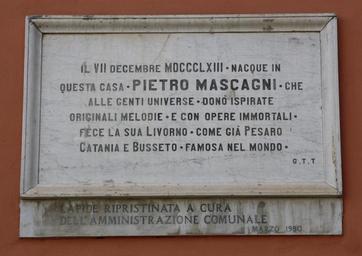 IL VII DECEMBRE MDCCCLXIII · NACQUE IN
QUESTA CASA · PIETRO MASCAGNI · CHE
ALLE GENTI UNIVERSE · DONÒ ISPIRATE
ORIGINALI MELODIE · E CON OPERE IMMORTALI ·
FECE LA SUA LIVORNO · COME GIÀ PESARO
CATANIA E BUSSETO · FAMOSA NEL MONDO ·
G.T.T
LAPIDE RIPRISTINATA A CURA
DELL'AMMINISTRAZIONE COMUNALE
MARZO 1980